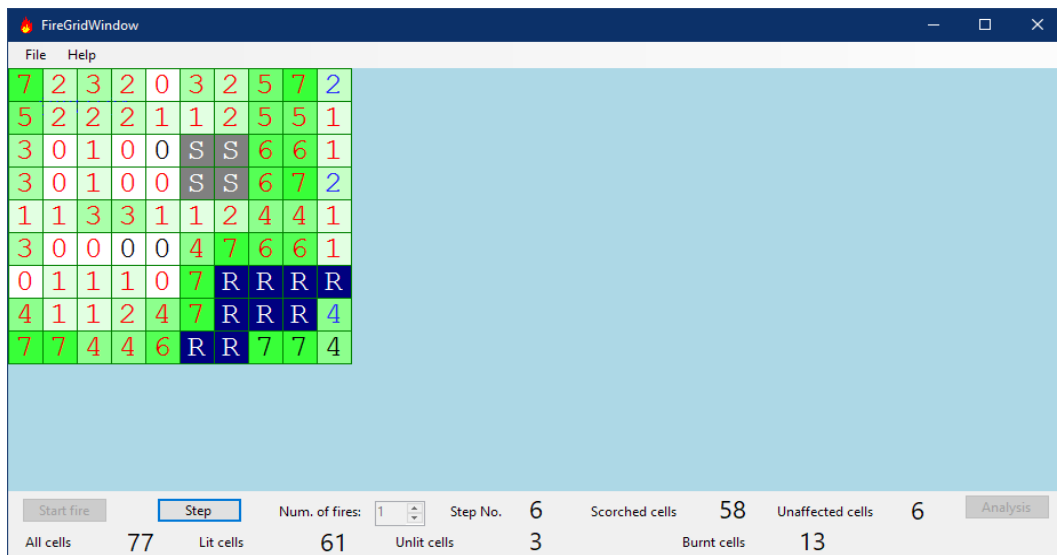 FireGridWindow
File Help
7 2 3 2 0 3 2 5 7 2
5 2 2 2 1 1 2 5 5 1
3 0 1 0 0 S S 6 6 1
3 0 1 0 0 S S 6 7 2
1 1 3 3 1 1 2 4 4 1
3 0 0 0 0 4 7 6 6 1
0 1 1 1 0 7 R R R R
4 1 1 2 4 7 R R R 4
7 7 4 4 6 R R 7 7 4
Start fire Step Num. of fires: 1 Step No. 6 Scorched cells 58 Unaffected cells 6 Analysis
All cells 77 Lit cells 61 Unlit cells 3 Burnt cells 13